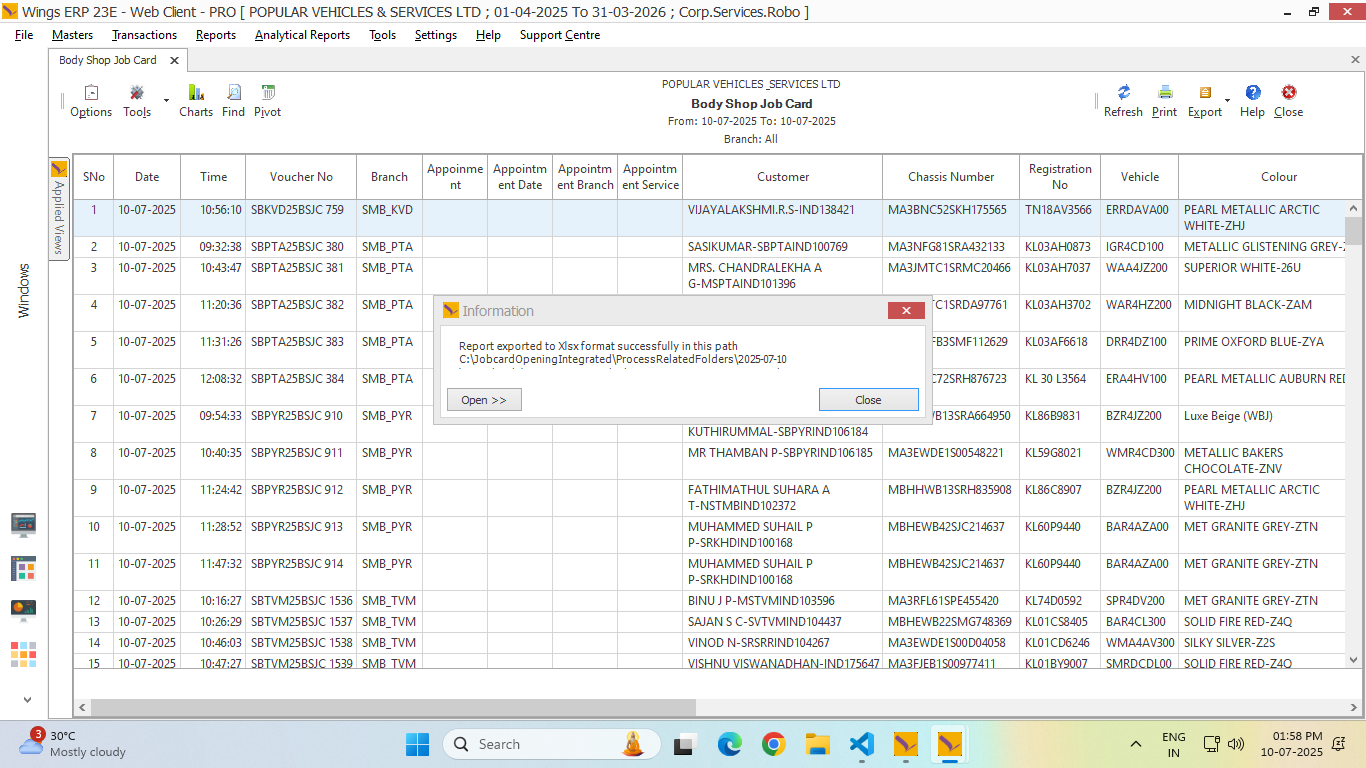 Wings ERP 23E - Web Client - PRO [ POPULAR VEHICLES & SERVICES LTD ; 01-04-2025 To 31-03-2026 ; Corp.Services.Robo ]
File Masters Transactions Reports Analytical Reports Tools Settings Help Support Centre
Body Shop Job Card
POPULAR VEHICLES_SERVICES LTD
Body Shop Job Card
From: 10-07-2025 To: 10-07-2025
Branch: All
Options Tools Charts Find Pivot Refresh Print Export Help Close
Applied Views
Windows
SNo Date Time Voucher No Branch Appoinment Appointment Date Appointment Branch Appointment Service Customer Chassis Number Registration No Vehicle Colour
1 10-07-2025 10:56:10 SBKVD25BSJC 759 SMB_KVD VIJAYALAKSHMI.R.S-IND138421 MA3BNC52SKH175565 TN18AV3566 ERRDAVA00 PEARL METALLIC ARCTIC
WHITE-ZHJ
2 10-07-2025 09:32:38 SBPTA25BSJC 380 SMB_PTA SASIKUMAR-SBPTAIND100769 MA3NFG81SRA432133 KL03AH0873 IGR4CD100 METALLIC GLISTENING GREY-
3 10-07-2025 10:43:47 SBPTA25BSJC 381 SMB_PTA MRS. CHANDRALEKHA A MA3JMTC1SRMC20466 KL03AH7037 WAA4JZ200 SUPERIOR WHITE-26U
G-MSPTAIND101396
4 10-07-2025 11:20:36 SBPTA25BSJC 382 SMB_PTA TC1SRDA97761 KL03AH3702 WAR4HZ200 MIDNIGHT BLACK-ZAM
5 10-07-2025 11:31:26 SBPTA25BSJC 383 SMB_PTA FB3SMF112629 KL03AF6618 DRR4DZ100 PRIME OXFORD BLUE-ZYA
6 10-07-2025 12:08:32 SBPTA25BSJC 384 SMB_PTA C72SRH876723 KL 30 L3564 ERA4HV100 PEARL METALLIC AUBURN RED
7 10-07-2025 09:54:33 SBPYR25BSJC 910 SMB_PYR VB13SRA664950 KL86B9831 BZR4JZ200 Luxe Beige (WBJ)
KUTHIRUMMAL-SBPYRIND106184
8 10-07-2025 10:40:35 SBPYR25BSJC 911 SMB_PYR MR THAMBAN P-SBPYRIND106185 MA3EWDE1S00548221 KL59G8021 WMR4CD300 METALLIC BAKERS
CHOCOLATE-ZNV
9 10-07-2025 11:24:42 SBPYR25BSJC 912 SMB_PYR FATHIMATHUL SUHARA A MBHHWB13SRH835908 KL86C8907 BZR4JZ200 PEARL METALLIC ARCTIC
T-NSTMBIND102372 WHITE-ZHJ
10 10-07-2025 11:28:52 SBPYR25BSJC 913 SMB_PYR MUHAMMED SUHAIL P MBHEWB42SJC214637 KL60P9440 BAR4AZA00 MET GRANITE GREY-ZTN
P-SRKHDIND100168
11 10-07-2025 11:47:32 SBPYR25BSJC 914 SMB_PYR MUHAMMED SUHAIL P MBHEWB42SJC214637 KL60P9440 BAR4AZA00 MET GRANITE GREY-ZTN
P-SRKHDIND100168
12 10-07-2025 10:16:27 SBTVM25BSJC 1536 SMB_TVM BINU J P-MSTVMIND103596 MA3RFL61SPE455420 KL74D0592 SPR4DV200 MET GRANITE GREY-ZTN
13 10-07-2025 10:26:29 SBTVM25BSJC 1537 SMB_TVM SAJAN S C-SVTVMIND104437 MBHEWB22SMG748369 KL01CS8405 BAR4CL300 SOLID FIRE RED-Z4Q
14 10-07-2025 10:46:03 SBTVM25BSJC 1538 SMB_TVM VINOD N-SRSRRIND104267 MA3EWDE1S00D04058 KL01CD6246 WMA4AV300 SILKY SILVER-Z2S
15 10-07-2025 10:47:27 SBTVM25BSJC 1539 SMB_TVM VISHNU VISWANADHAN-IND175647 MA3FJEB1S00977411 KL01BY9007 SMRDCDL00 SOLID FIRE RED-Z4Q
Information
Report exported to Xlsx format successfully in this path
C:\JobcardOpeningIntegrated\ProcessRelatedFolders\2025-07-10
Open >> Close
3
30°C
Mostly cloudy
Search
ENG
IN
01:58 PM
10-07-2025